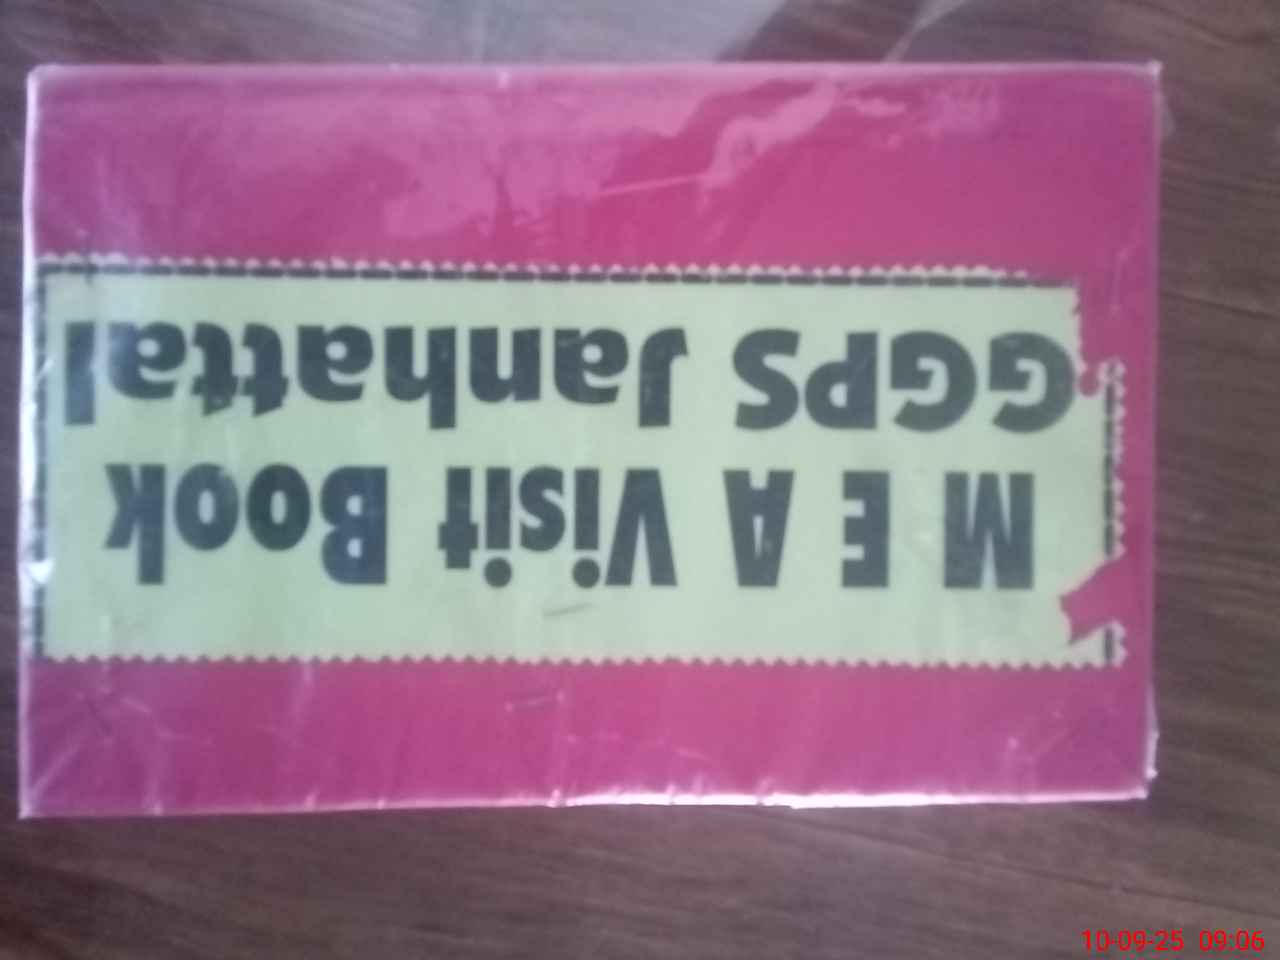 M E A Visit Book
GGPS Janhattal
10-09-25 09:06